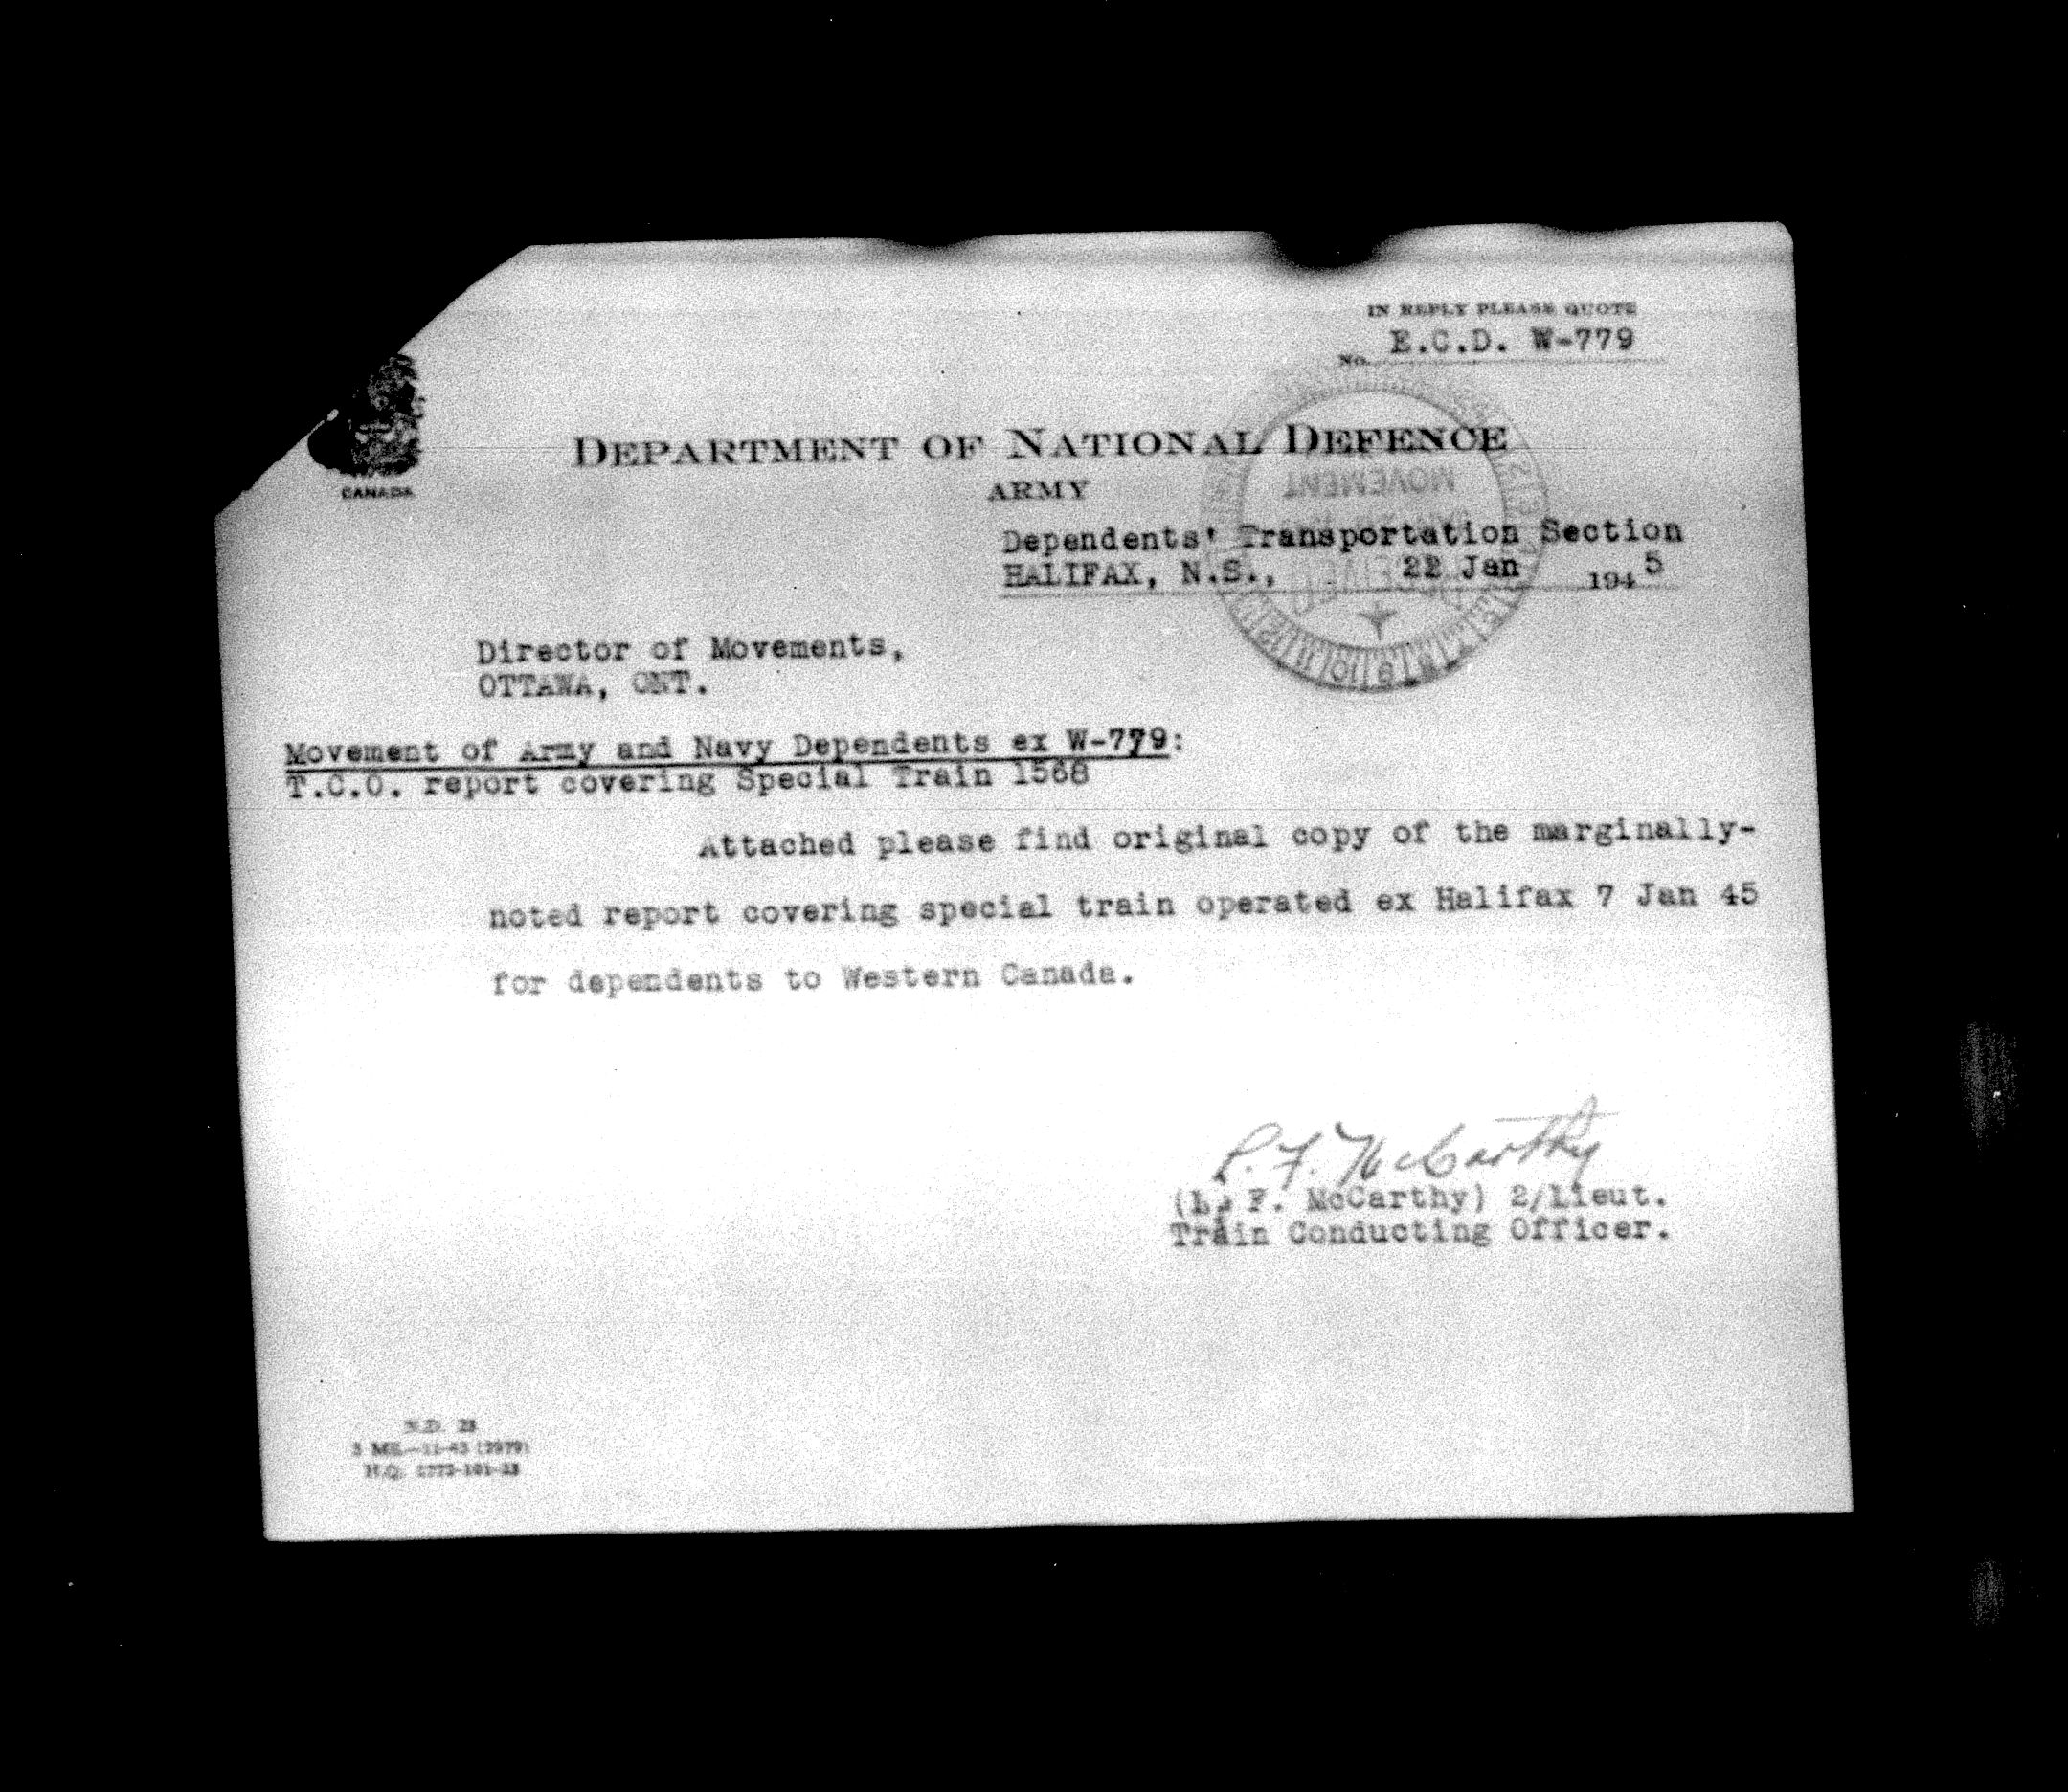 IN REPLY PLEASE QUOTE
No. E.C.D. W-779
CANADA
DEPARTMENT OF NATIONAL DEFENCE
ARMY
MOVEMENT
Dependents' Transportation Section
HALIFAX, N.S., 22 Jan 1945
Director of Movements,
OTTAWA, ONT.
Movement of Army and Navy Dependents ex W-779:
T.C.O. report covering Special Train 1568
Attached please find original copy of the marginally-
noted report covering special train operated ex Halifax 7 Jan 45
for dependents to Western Canada.
L. F. McCarthy
(L. F. McCarthy) 2/Lieut.
Train Conducting Officer.
N.D. 28
H.Q.